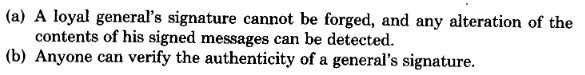 (a) A loyal general's signature cannot be forged, and any alteration of the
contents of his signed messages can be detected.
(b) Anyone can verify the authenticity of a general's signature.